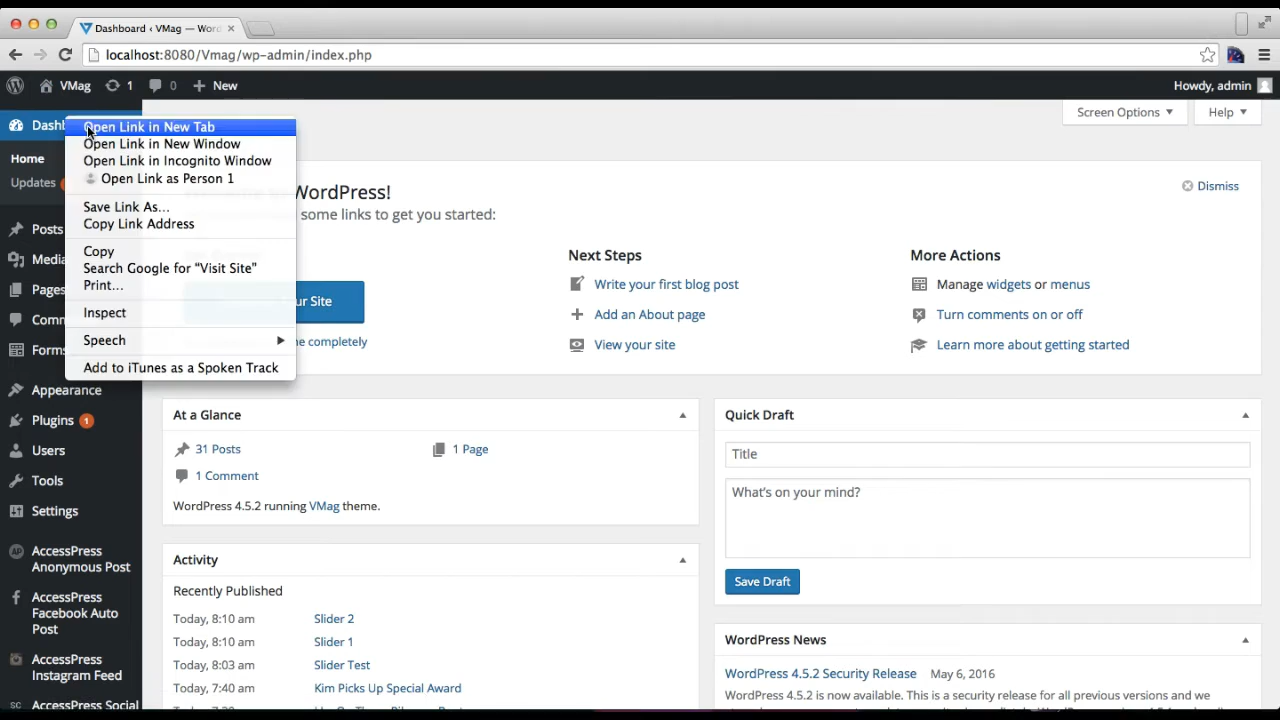 Dashboard ‹ VMag — Word
localhost:8080/Vmag/wp-admin/index.php
VMag 1 0 New Howdy, admin
Screen Options Help
Dashb
Home
Updates
Posts
Media
Pages
Comm
Forms
Appearance
Plugins 1
Users
Tools
Settings
AccessPress
Anonymous Post
AccessPress
Facebook Auto
Post
AccessPress
Instagram Feed
AccessPress Social
Open Link in New Tab
Open Link in New Window
Open Link in Incognito Window
Open Link as Person 1
Save Link As...
Copy Link Address
Copy
Search Google for “Visit Site”
Print...
Inspect
Speech
Add to iTunes as a Spoken Track
WordPress!
some links to get you started:
Dismiss
ur Site
completely
Next Steps
Write your first blog post
Add an About page
View your site
More Actions
Manage widgets or menus
Turn comments on or off
Learn more about getting started
At a Glance
31 Posts 1 Page
1 Comment
WordPress 4.5.2 running VMag theme.
Activity
Recently Published
Today, 8:10 am Slider 2
Today, 8:10 am Slider 1
Today, 8:03 am Slider Test
Today, 7:40 am Kim Picks Up Special Award
Quick Draft
Title
What's on your mind?
Save Draft
WordPress News
WordPress 4.5.2 Security Release May 6, 2016
WordPress 4.5.2 is now available. This is a security release for all previous versions and we